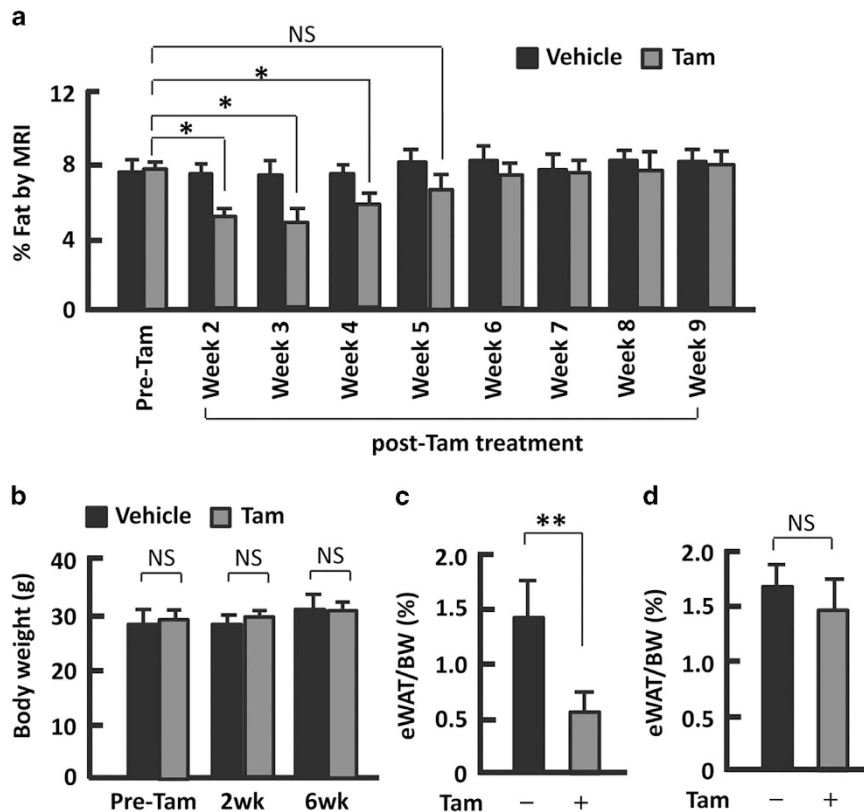 a
NS
Vehicle Tam
*
*
*
12
8
4
0
% Fat by MRI
Pre-Tam
Week 2
Week 3
Week 4
Week 5
Week 6
Week 7
Week 8
Week 9
post-Tam treatment
b
Vehicle Tam
NS NS NS
40
30
20
10
0
Body weight (g)
Pre-Tam 2wk 6wk
c
**
2.0
1.5
1.0
0.5
0
eWAT/BW (%)
Tam − +
d
NS
2.0
1.5
1.0
0.5
0
eWAT/BW (%)
Tam − +